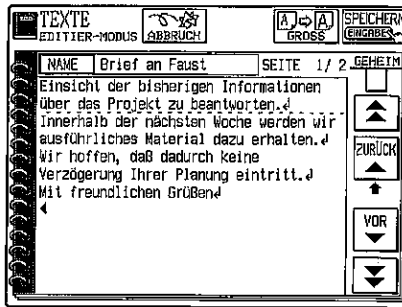 TEXTE
EDITIER-MODUS
ABBRUCH
A⇨A
GROSS
SPEICHERN
EINGABE
NAME Brief an Faust SEITE 1/ 2
GEHEIM
Einsicht der bisherigen Informationen
über das Projekt zu beantworten.
Innerhalb der nächsten Woche werden wir
ausführliches Material dazu erhalten.
Wir hoffen, daß dadurch keine
Verzögerung Ihrer Planung eintritt.
Mit freundlichen Grüßen
ZURÜCK
VOR